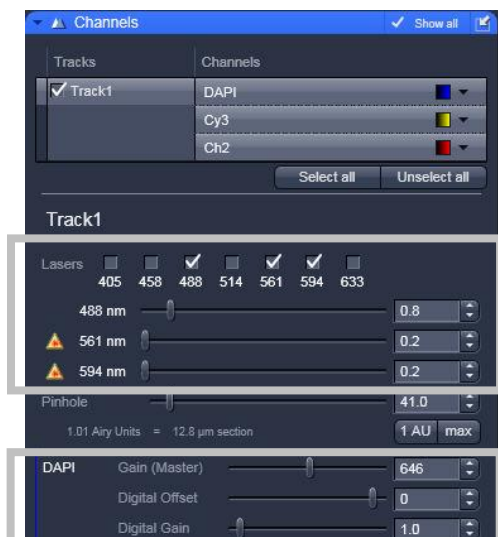 Channels Show all
Tracks Channels
Track1 DAPI
Cy3
Ch2
Select all Unselect all
Track1
Lasers
405 458 488 514 561 594 633
488 nm 0.8
561 nm 0.2
594 nm 0.2
Pinhole 41.0
1.01 Airy Units = 12.8 µm section 1 AU max
DAPI Gain (Master) 646
Digital Offset 0
Digital Gain 1.0